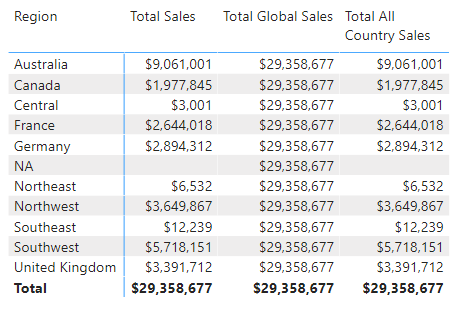 Region Total Sales Total Global Sales Total All
Country Sales
Australia $9,061,001 $29,358,677 $9,061,001
Canada $1,977,845 $29,358,677 $1,977,845
Central $3,001 $29,358,677 $3,001
France $2,644,018 $29,358,677 $2,644,018
Germany $2,894,312 $29,358,677 $2,894,312
NA $29,358,677
Northeast $6,532 $29,358,677 $6,532
Northwest $3,649,867 $29,358,677 $3,649,867
Southeast $12,239 $29,358,677 $12,239
Southwest $5,718,151 $29,358,677 $5,718,151
United Kingdom $3,391,712 $29,358,677 $3,391,712
Total $29,358,677 $29,358,677 $29,358,677